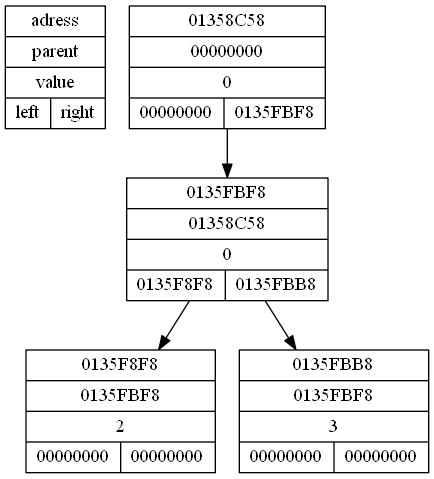 adress
parent
value
left right
01358C58
00000000
0
00000000 0135FBF8
0135FBF8
01358C58
0
0135F8F8 0135FBB8
0135F8F8
0135FBF8
2
00000000 00000000
0135FBB8
0135FBF8
3
00000000 00000000